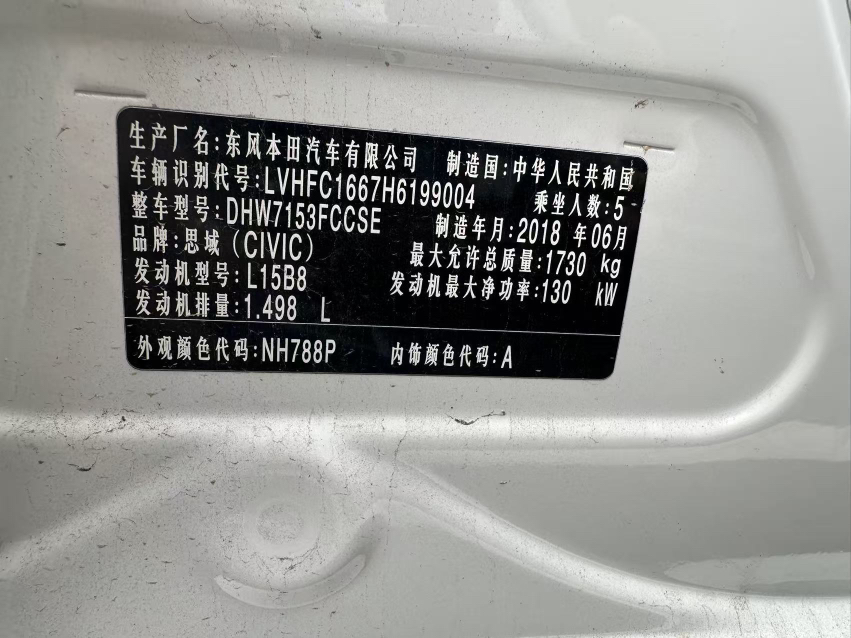 生产厂名:东风本田汽车有限公司 制造国:中华人民共和国
车辆识别代号:LVHFC1667H6199004 乘坐人数:5
整车型号:DHW7153FCCSE 制造年月:2018 年06月
品牌:思域(CIVIC) 最大允许总质量:1730 kg
发动机型号:L15B8 发动机最大净功率:130 kW
发动机排量:1.498 L
外观颜色代码:NH788P 内饰颜色代码:A